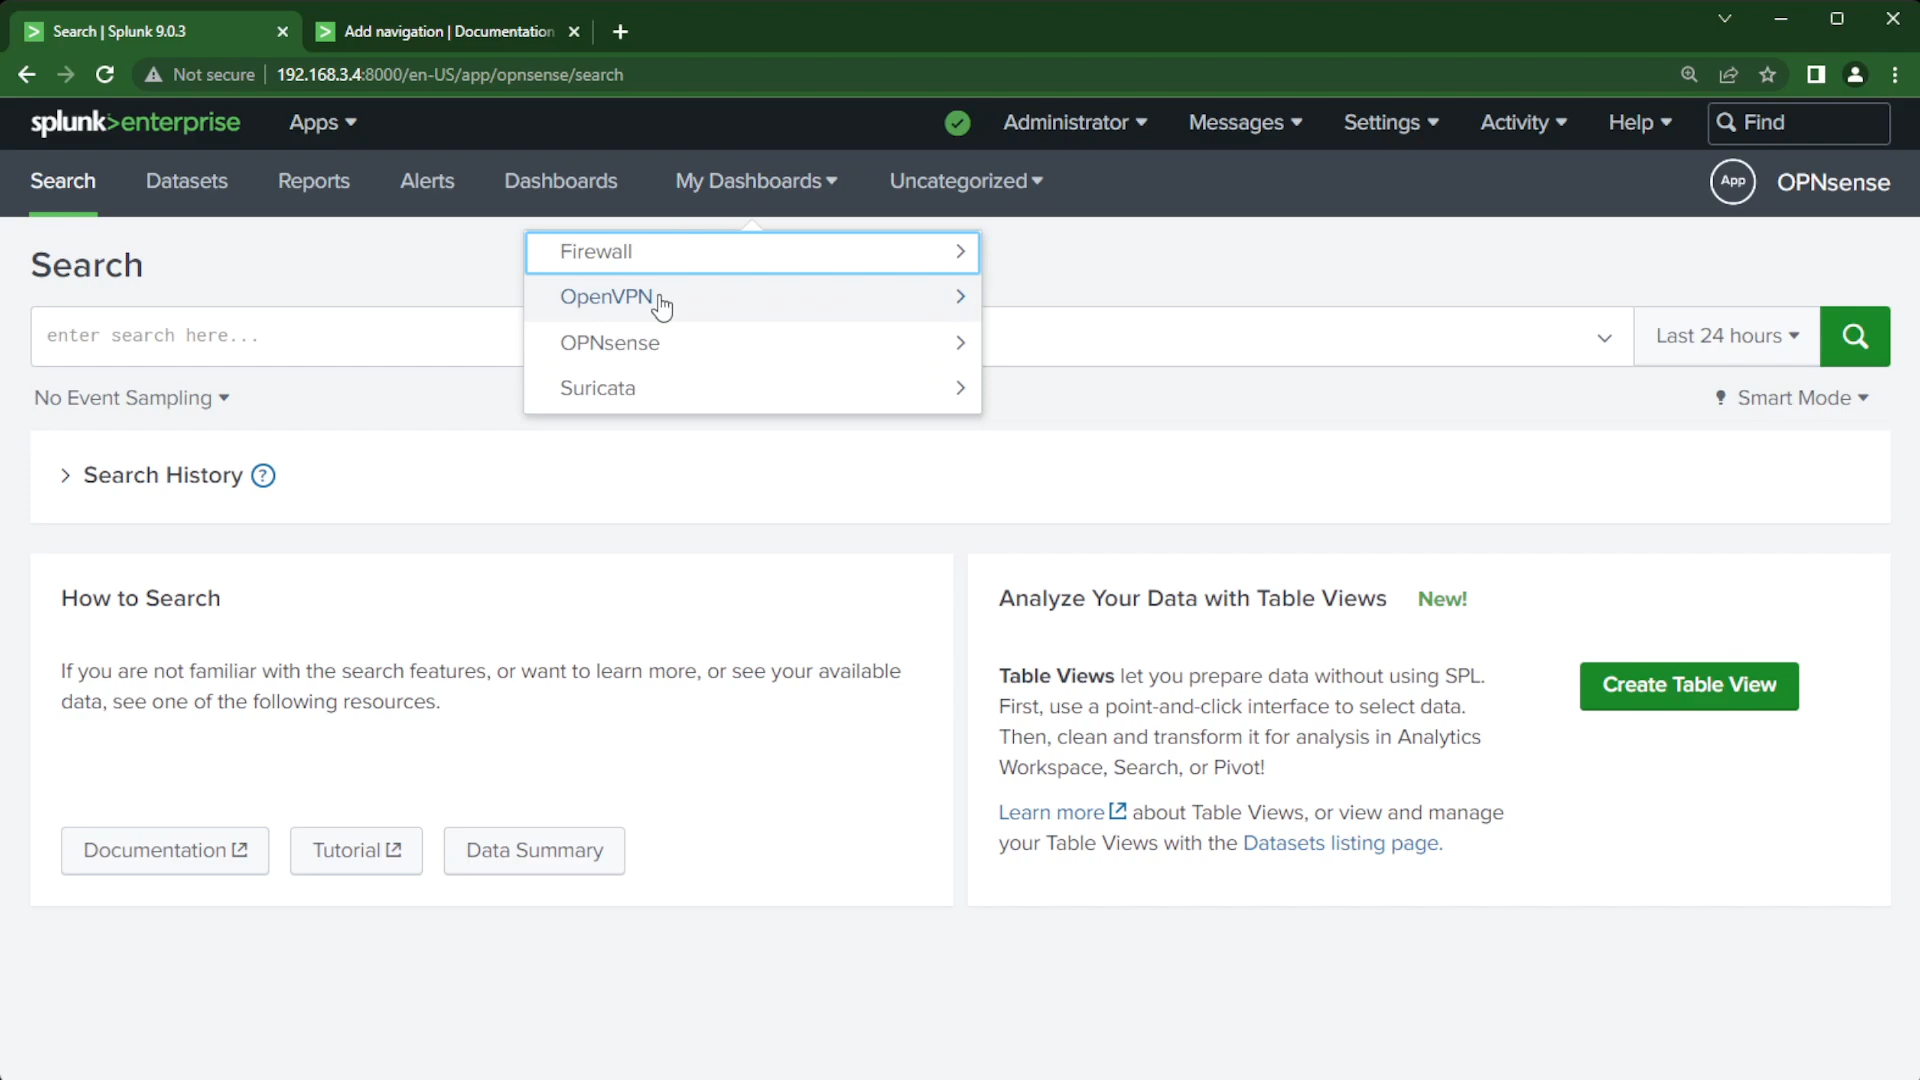 Search | Splunk 9.0.3
Add navigation | Documentation
Not secure
192.168.3.4:8000/en-US/app/opnsense/search
splunk>enterprise
Apps
Administrator
Messages
Settings
Activity
Help
Find
Search
Datasets
Reports
Alerts
Dashboards
My Dashboards
Uncategorized
App
OPNsense
Search
Firewall
OpenVPN
OPNsense
Suricata
enter search here...
Last 24 hours
No Event Sampling
Smart Mode
Search History ?
How to Search
If you are not familiar with the search features, or want to learn more, or see your available
data, see one of the following resources.
Documentation
Tutorial
Data Summary
Analyze Your Data with Table Views New!
Table Views let you prepare data without using SPL.
First, use a point-and-click interface to select data.
Then, clean and transform it for analysis in Analytics
Workspace, Search, or Pivot!
Learn more about Table Views, or view and manage
your Table Views with the Datasets listing page.
Create Table View